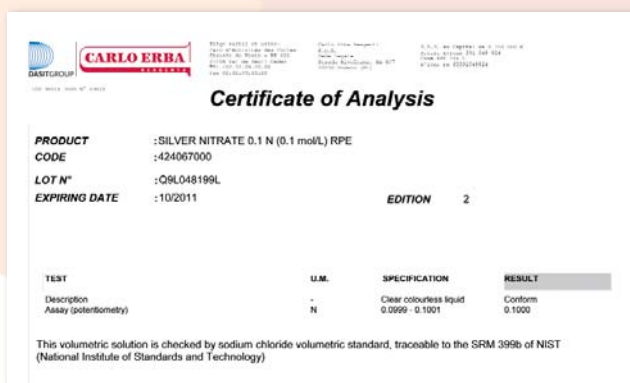 DASITGROUP
CARLO ERBA
REAGENTS
Certificate of Analysis
PRODUCT :SILVER NITRATE 0.1 N (0.1 mol/L) RPE
CODE :424067000
LOT N° :Q9L048199L
EXPIRING DATE :10/2011 EDITION 2
TEST U.M. SPECIFICATION RESULT
Description - Clear colourless liquid Conform
Assay (potentiometry) N 0.0999 - 0.1001 0.1000
This volumetric solution is checked by sodium chloride volumetric standard, traceable to the SRM 399b of NIST
(National Institute of Standards and Technology)